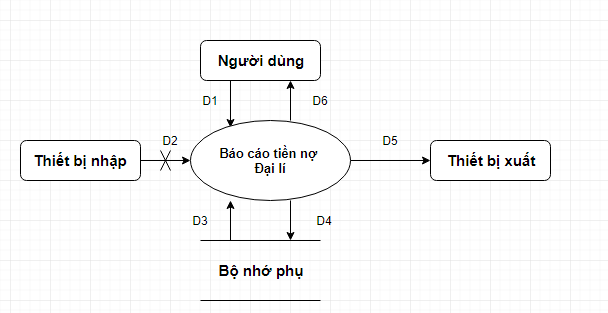 Người dùng
D1
D6
D2
D5
Thiết bị nhập
Báo cáo tiền nợ
Đại lí
Thiết bị xuất
D3
D4
Bộ nhớ phụ